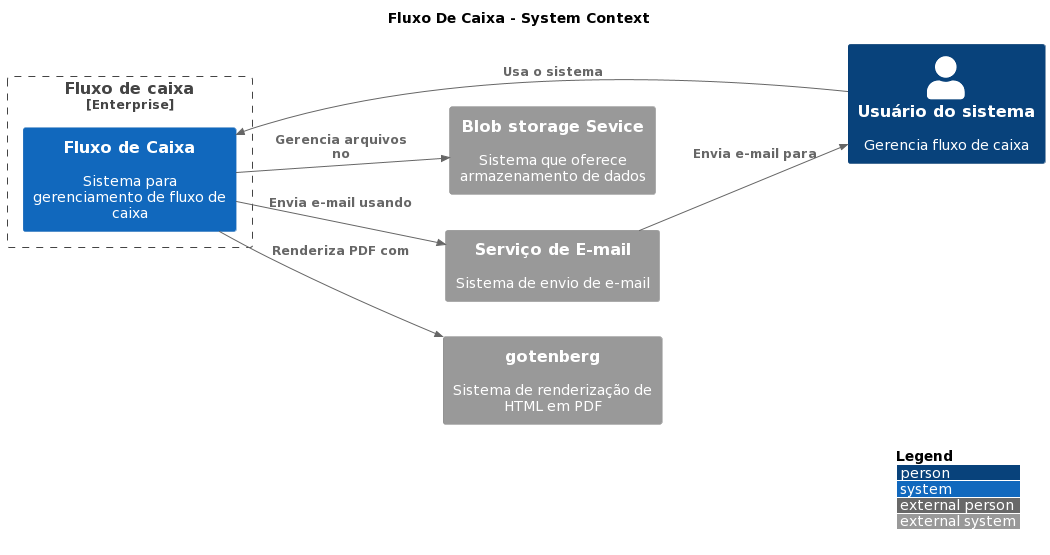 Fluxo De Caixa - System Context
Fluxo de caixa
[Enterprise]
Fluxo de Caixa
Sistema para
gerenciamento de fluxo de
caixa
Usa o sistema
Gerencia arquivos
no
Envia e-mail usando
Renderiza PDF com
Blob storage Sevice
Sistema que oferece
armazenamento de dados
Serviço de E-mail
Sistema de envio de e-mail
gotenberg
Sistema de renderização de
HTML em PDF
Envia e-mail para
Usuário do sistema
Gerencia fluxo de caixa
Legend
person
system
external person
external system